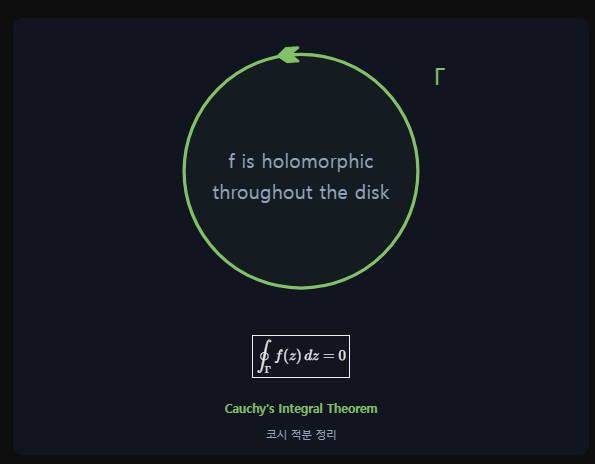 Γ
f is holomorphic
throughout the disk
∮_Γ f(z) dz = 0
Cauchy's Integral Theorem
코시 적분 정리